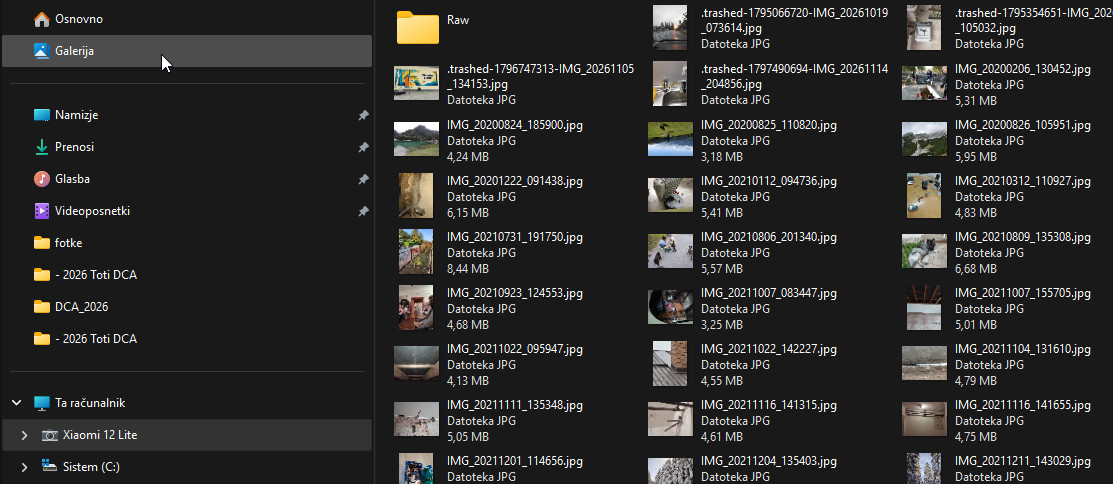 Osnovno
Galerija
Namizje
Prenosi
Glasba
Videoposnetki
fotke
- 2026 Toti DCA
DCA_2026
- 2026 Toti DCA
Ta računalnik
Xiaomi 12 Lite
Sistem (C:)
Raw
.trashed-1795066720-IMG_20261019
_073614.jpg
Datoteka JPG
.trashed-1795354651-IMG_202
_105032.jpg
Datoteka JPG
.trashed-1796747313-IMG_20261105
_134153.jpg
Datoteka JPG
.trashed-1797490694-IMG_20261114
_204856.jpg
Datoteka JPG
IMG_20200206_130452.jpg
Datoteka JPG
5,31 MB
IMG_20200824_185900.jpg
Datoteka JPG
4,24 MB
IMG_20200825_110820.jpg
Datoteka JPG
3,18 MB
IMG_20200826_105951.jpg
Datoteka JPG
5,95 MB
IMG_20201222_091438.jpg
Datoteka JPG
6,15 MB
IMG_20210112_094736.jpg
Datoteka JPG
5,41 MB
IMG_20210312_110927.jpg
Datoteka JPG
4,83 MB
IMG_20210731_191750.jpg
Datoteka JPG
8,44 MB
IMG_20210806_201340.jpg
Datoteka JPG
5,57 MB
IMG_20210809_135308.jpg
Datoteka JPG
6,68 MB
IMG_20210923_124553.jpg
Datoteka JPG
4,68 MB
IMG_20211007_083447.jpg
Datoteka JPG
3,25 MB
IMG_20211007_155705.jpg
Datoteka JPG
5,01 MB
IMG_20211022_095947.jpg
Datoteka JPG
4,13 MB
IMG_20211022_142227.jpg
Datoteka JPG
4,55 MB
IMG_20211104_131610.jpg
Datoteka JPG
4,79 MB
IMG_20211111_135348.jpg
Datoteka JPG
5,05 MB
IMG_20211116_141315.jpg
Datoteka JPG
4,61 MB
IMG_20211116_141655.jpg
Datoteka JPG
4,75 MB
IMG_20211201_114656.jpg
Datoteka JPG
IMG_20211204_135403.jpg
Datoteka JPG
IMG_20211211_143029.jpg
Datoteka JPG